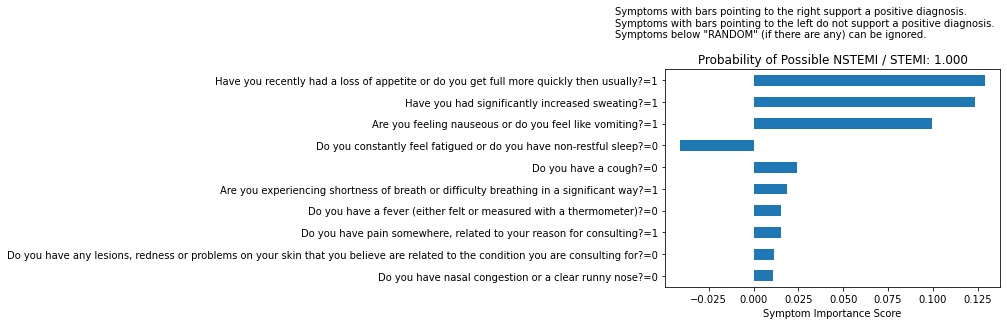 Symptoms with bars pointing to the right support a positive diagnosis.
Symptoms with bars pointing to the left do not support a positive diagnosis.
Symptoms below "RANDOM" (if there are any) can be ignored.
Probability of Possible NSTEMI / STEMI: 1.000
Have you recently had a loss of appetite or do you get full more quickly then usually?=1
Have you had significantly increased sweating?=1
Are you feeling nauseous or do you feel like vomiting?=1
Do you constantly feel fatigued or do you have non-restful sleep?=0
Do you have a cough?=0
Are you experiencing shortness of breath or difficulty breathing in a significant way?=1
Do you have a fever (either felt or measured with a thermometer)?=0
Do you have pain somewhere, related to your reason for consulting?=1
Do you have any lesions, redness or problems on your skin that you believe are related to the condition you are consulting for?=0
Do you have nasal congestion or a clear runny nose?=0
−0.025 0.000 0.025 0.050 0.075 0.100 0.125
Symptom Importance Score